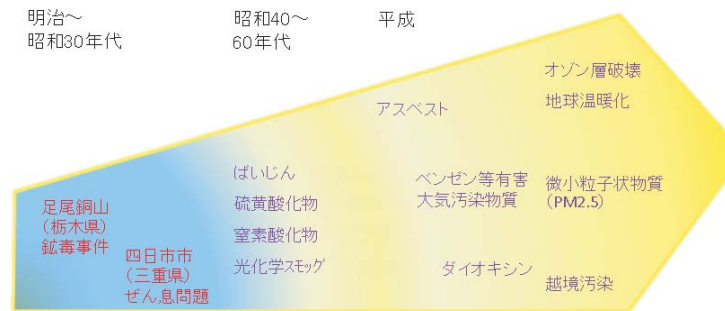 明治～
昭和30年代
昭和40～
60年代
平成
足尾銅山
(栃木県)
鉱毒事件
四日市市
(三重県)
ぜん息問題
ばいじん
硫黄酸化物
窒素酸化物
光化学スモッグ
アスベスト
ベンゼン等有害
大気汚染物質
ダイオキシン
オゾン層破壊
地球温暖化
微小粒子状物質
(PM2.5)
越境汚染